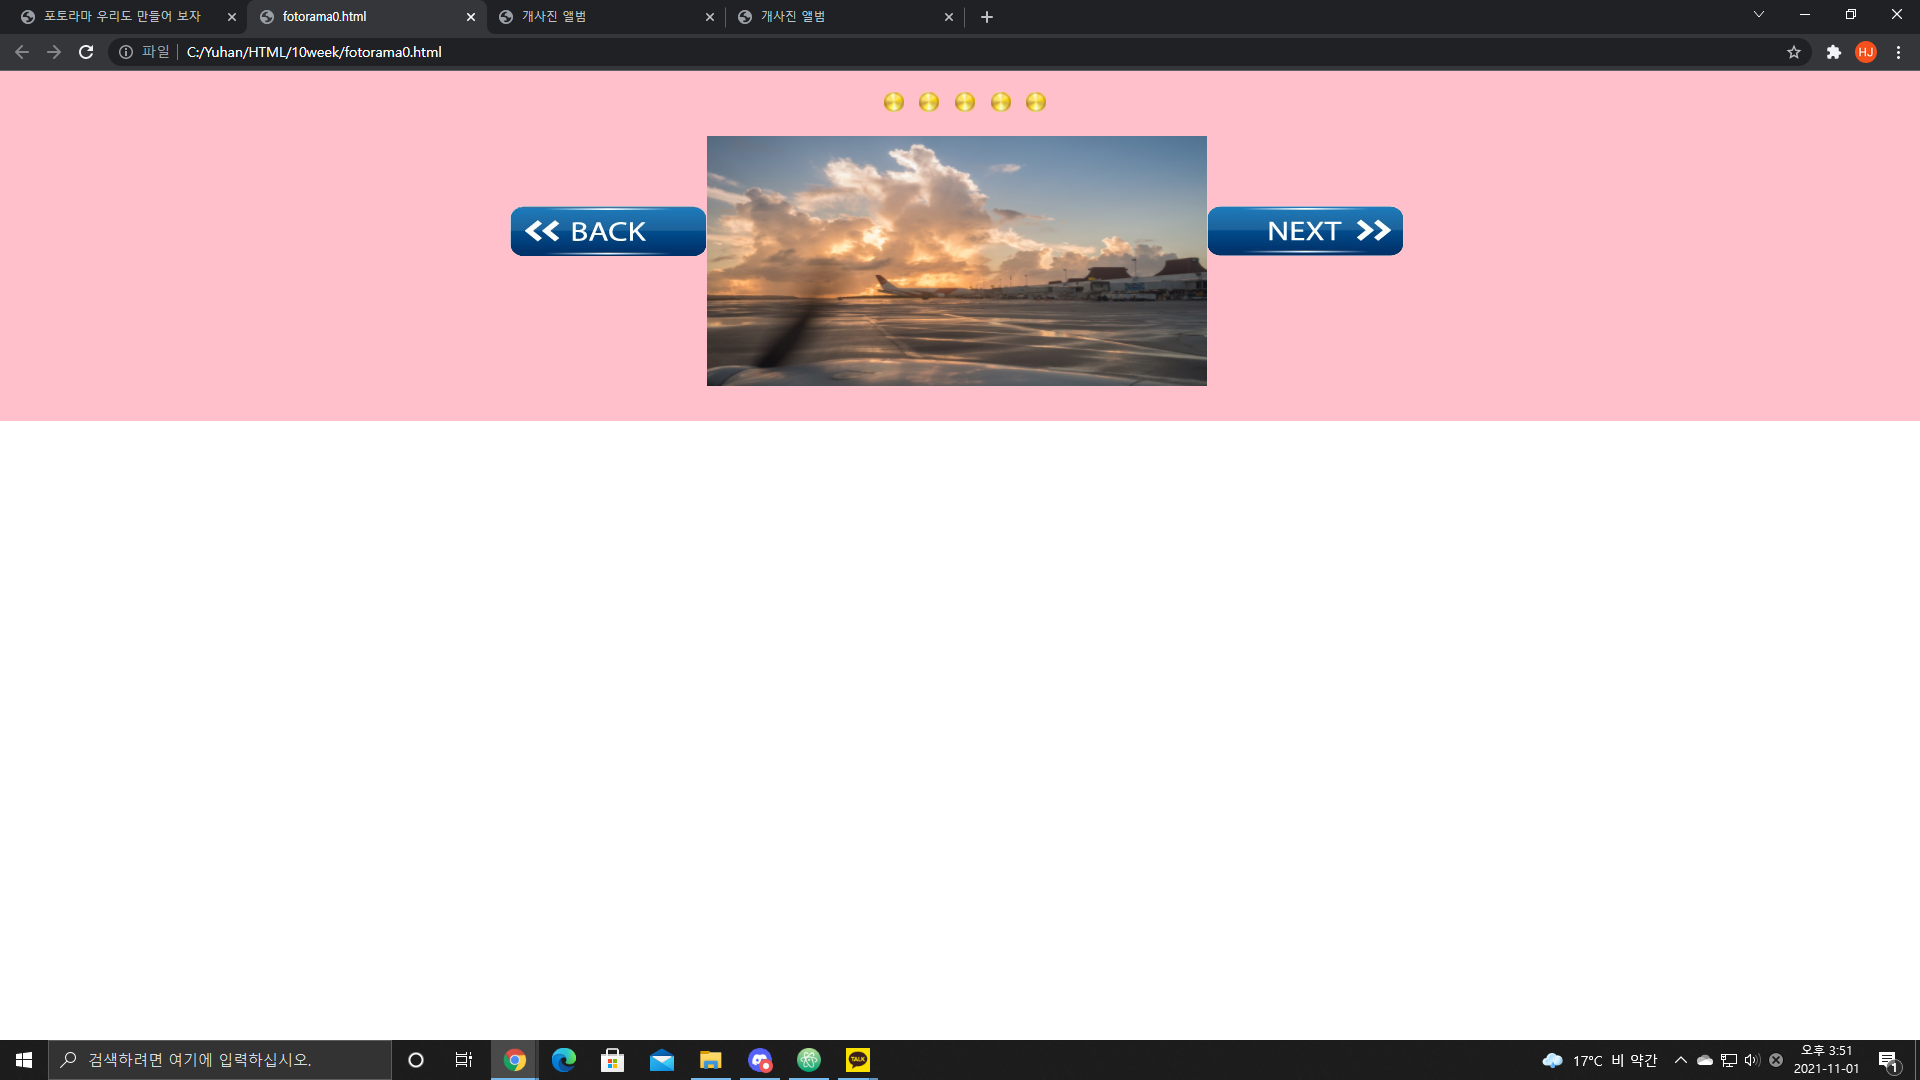 포토라마 우리도 만들어 보자
fotorama0.html
개사진 앨범
개사진 앨범
파일
C:/Yuhan/HTML/10week/fotorama0.html
HJ
BACK
NEXT
검색하려면 여기에 입력하십시오.
TALK
17°C 비 약간
오후 3:51
2021-11-01
1